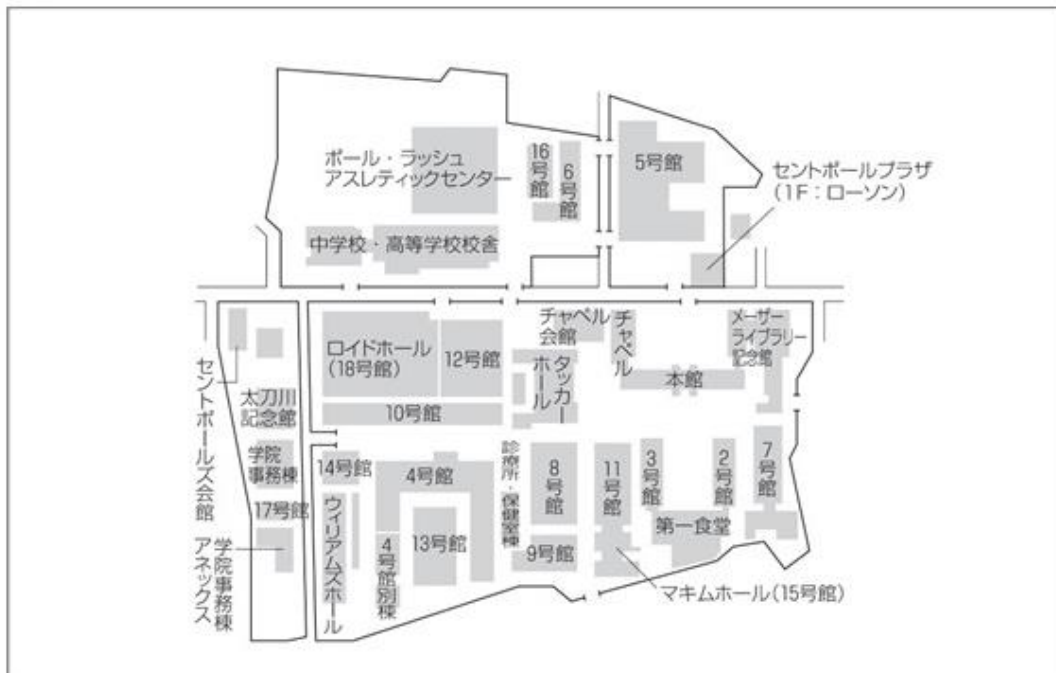 ポール・ラッシュ
アスレティックセンター
16号館
6号館
5号館
セントポールプラザ
(1F:ローソン)
中学校・高等学校校舎
ロイドホール
(18号館)
12号館
チャペル
会館
チャペル
メーザー
ライブラリー
記念館
タッカー
ホール
本館
10号館
セントポールズ会館
太刀川
記念館
学院
事務棟
17号館
学院事務棟
アネックス
14号館
ウィリアムズホール
4号館
4号館別棟
13号館
診療所・保健室棟
8号館
9号館
11号館
3号館
2号館
7号館
第一食堂
マキムホール(15号館)